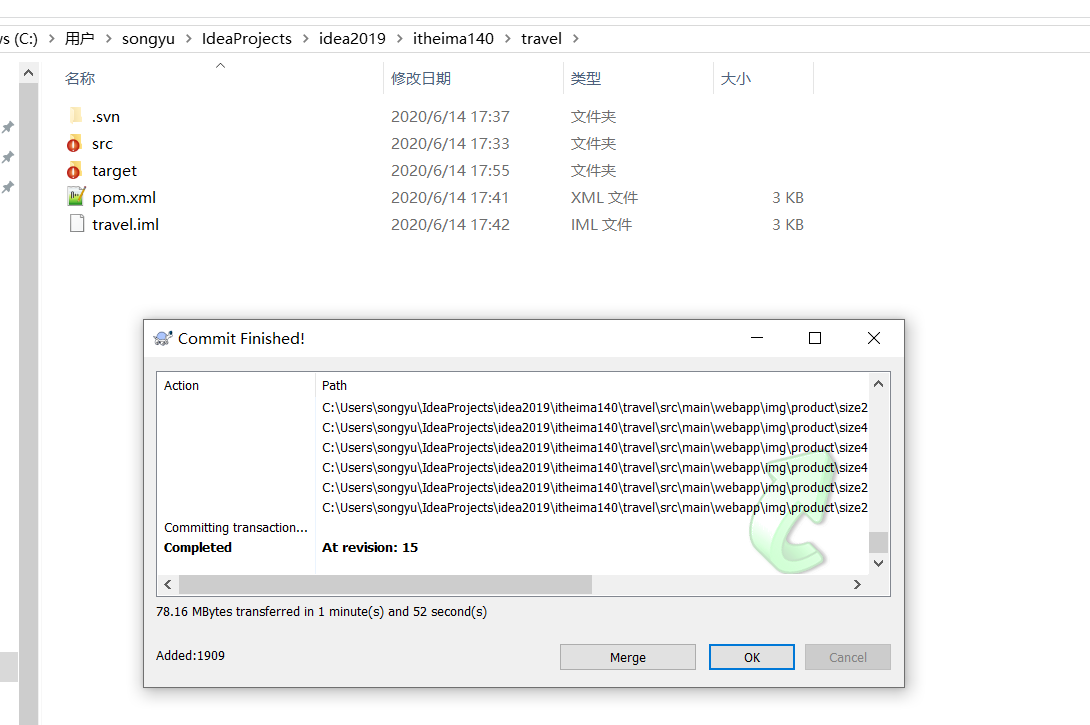 vs (C:) > 用户 > songyu > IdeaProjects > idea2019 > itheima140 > travel >
名称 修改日期 类型 大小
.svn 2020/6/14 17:37 文件夹
src 2020/6/14 17:33 文件夹
target 2020/6/14 17:55 文件夹
pom.xml 2020/6/14 17:41 XML 文件 3 KB
travel.iml 2020/6/14 17:42 IML 文件 3 KB
Commit Finished!
Action Path
C:\Users\songyu\IdeaProjects\idea2019\itheima140\travel\src\main\webapp\img\product\size2
C:\Users\songyu\IdeaProjects\idea2019\itheima140\travel\src\main\webapp\img\product\size4
C:\Users\songyu\IdeaProjects\idea2019\itheima140\travel\src\main\webapp\img\product\size4
C:\Users\songyu\IdeaProjects\idea2019\itheima140\travel\src\main\webapp\img\product\size4
C:\Users\songyu\IdeaProjects\idea2019\itheima140\travel\src\main\webapp\img\product\size2
C:\Users\songyu\IdeaProjects\idea2019\itheima140\travel\src\main\webapp\img\product\size2
Committing transaction...
Completed At revision: 15
78.16 MBytes transferred in 1 minute(s) and 52 second(s)
Added:1909
Merge OK Cancel